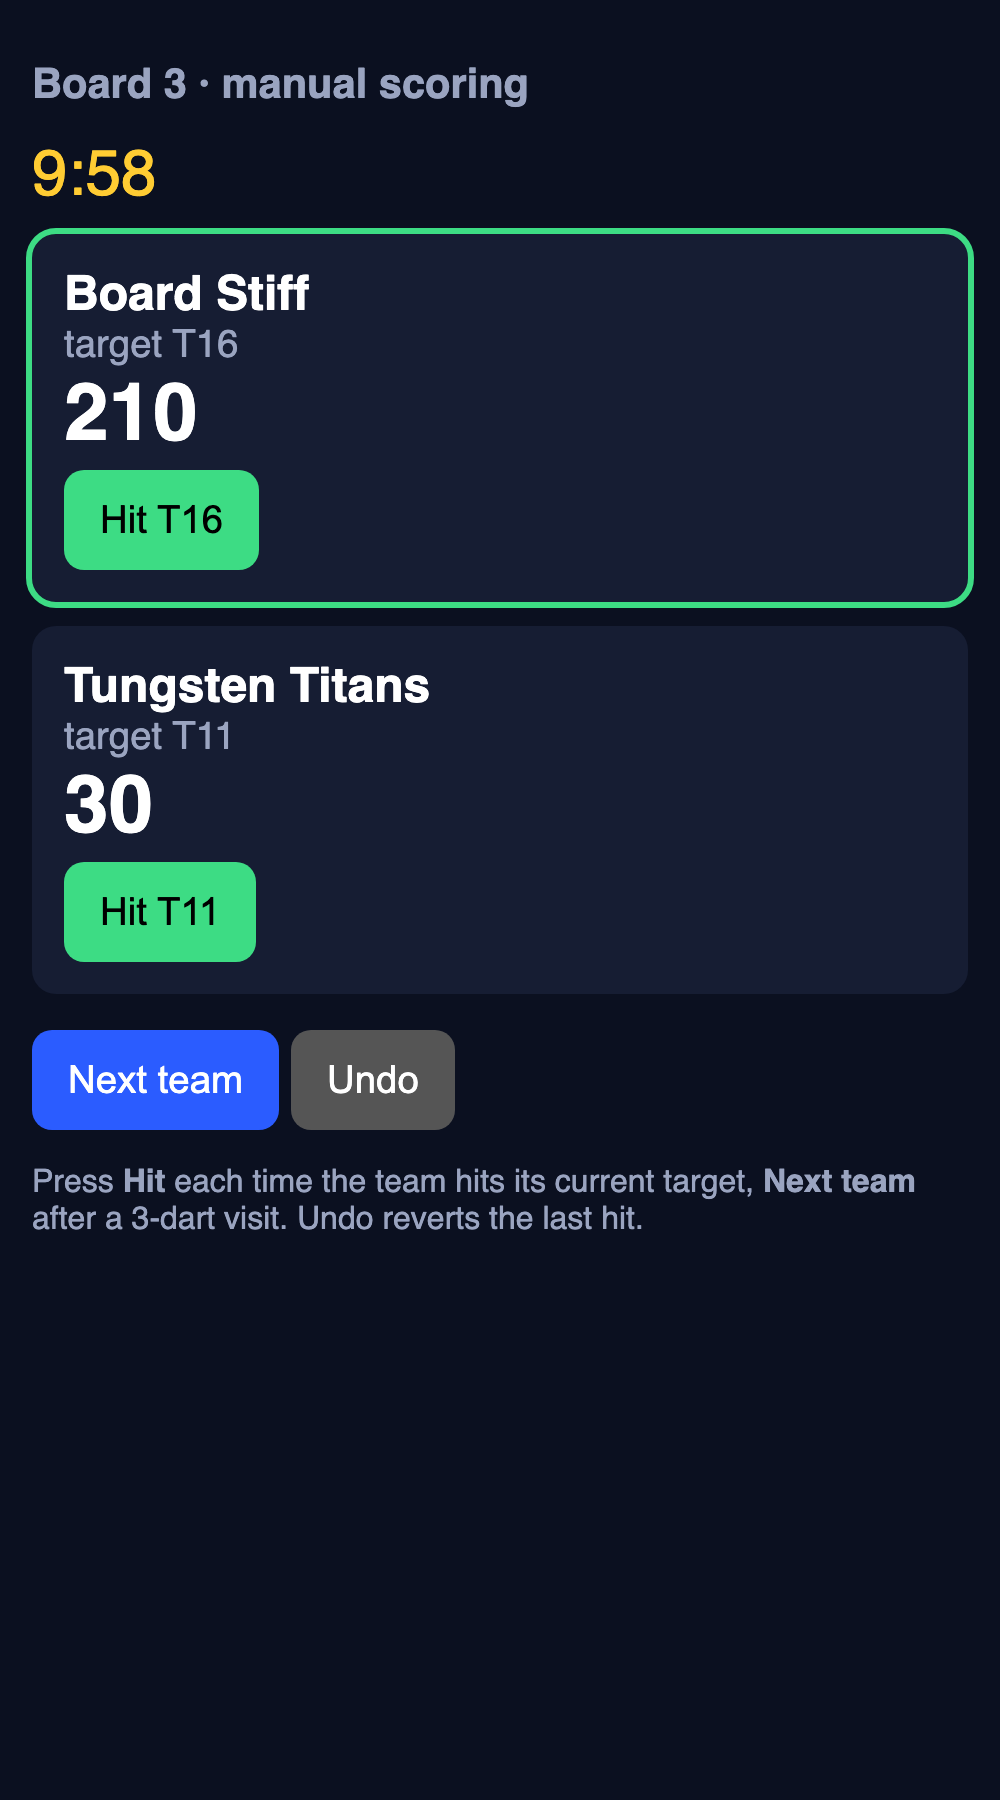 Board 3 · manual scoring
9:58
Board Stiff
target T16
210
Hit T16
Tungsten Titans
target T11
30
Hit T11
Next team
Undo
Press Hit each time the team hits its current target, Next team
after a 3-dart visit. Undo reverts the last hit.